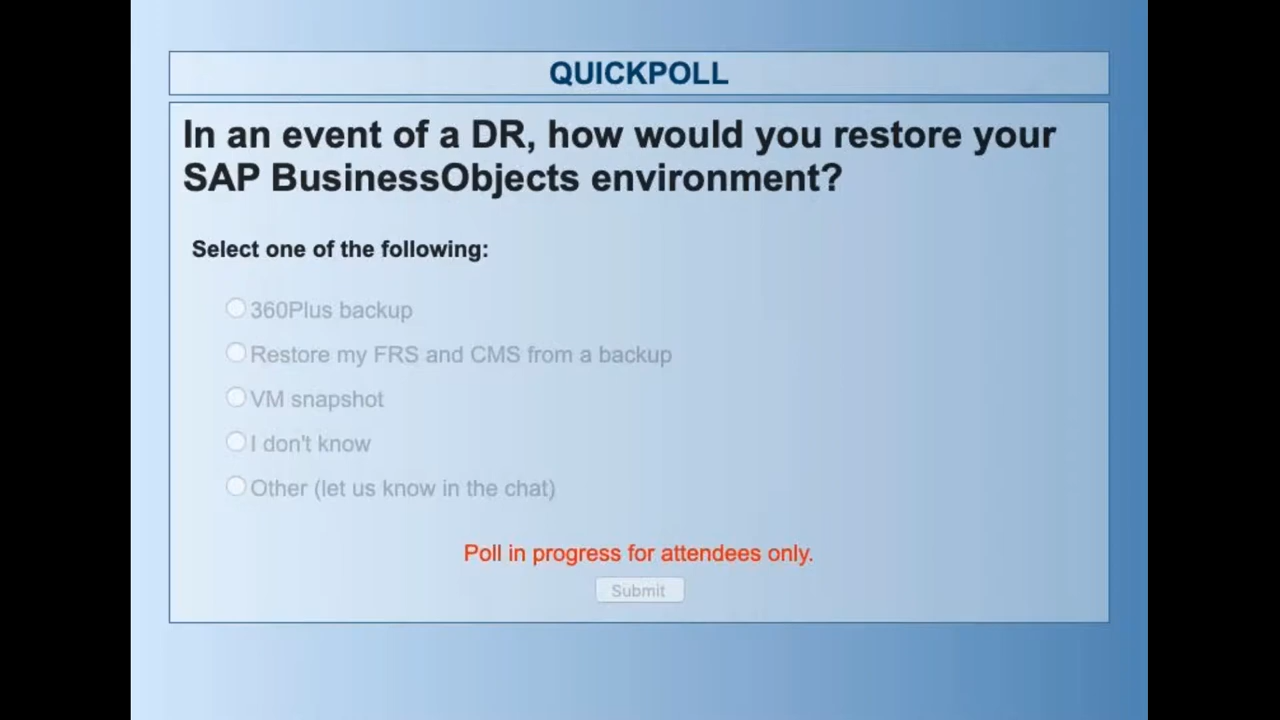 QUICKPOLL
In an event of a DR, how would you restore your
SAP BusinessObjects environment?
Select one of the following:
360Plus backup
Restore my FRS and CMS from a backup
VM snapshot
I don't know
Other (let us know in the chat)
Poll in progress for attendees only.
Submit